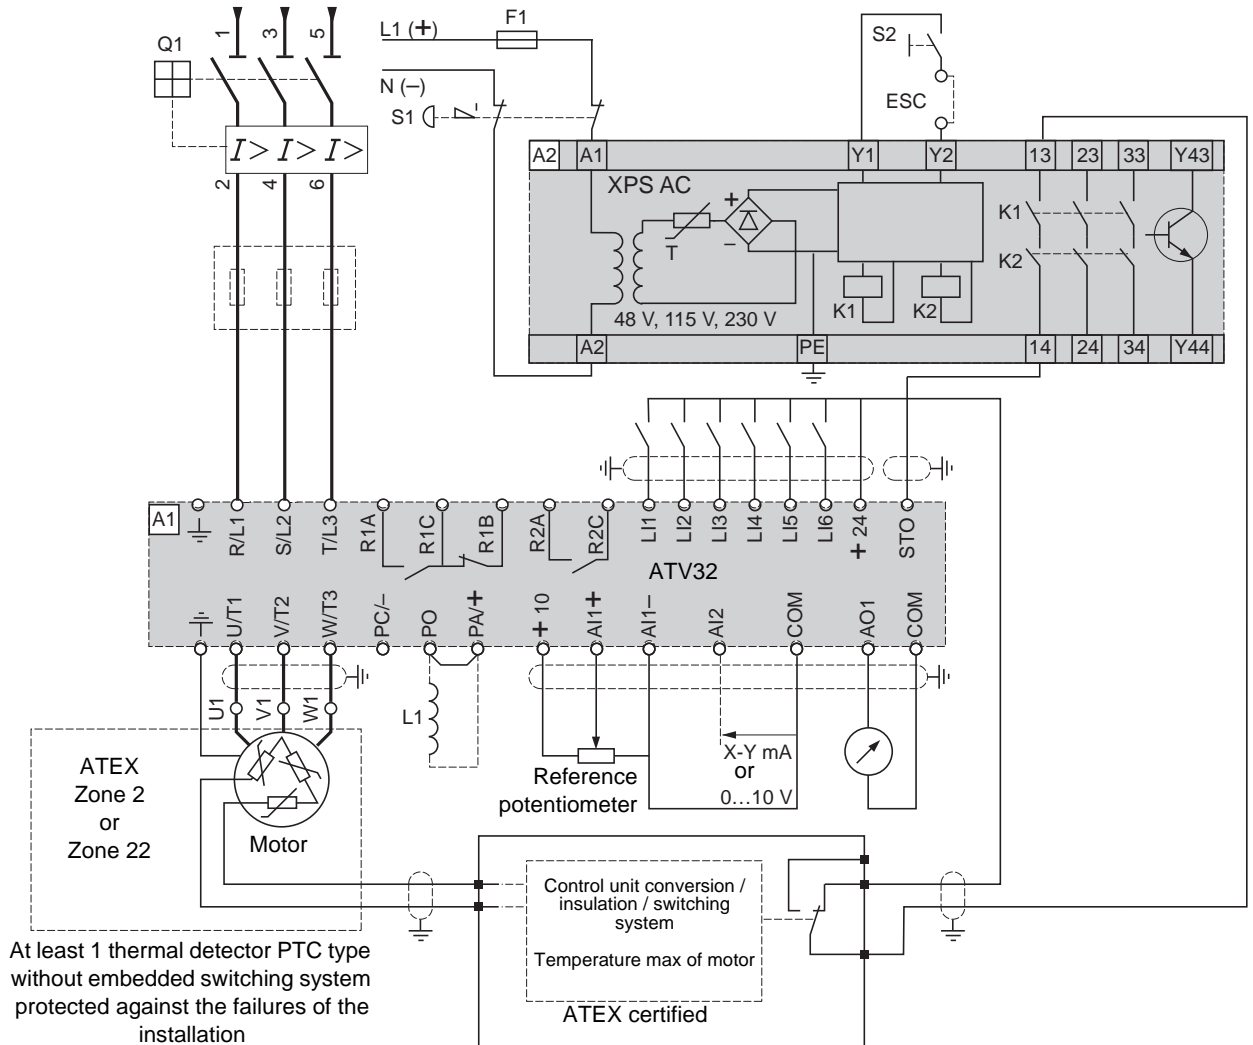 1
3
5
Q1
I>
I>
I>
2
4
6
L1 (+)
F1
N (–)
S1
S2
ESC
A2
A1
Y1
Y2
13
23
33
Y43
XPS AC
+
–
T
K1
K2
48 V, 115 V, 230 V
K1
K2
A2
PE
14
24
34
Y44
A1
R/L1
S/L2
T/L3
R1A
R1C
R1B
R2A
R2C
LI1
LI2
LI3
LI4
LI5
LI6
+ 24
STO
ATV32
U/T1
V/T2
W/T3
PC/–
PO
PA/+
+ 10
AI1+
AI1–
AI2
COM
AO1
COM
U1
V1
W1
L1
ATEX
Zone 2
or
Zone 22
Motor
Reference
potentiometer
X-Y mA
or
0…10 V
At least 1 thermal detector PTC type
without embedded switching system
protected against the failures of the
installation
Control unit conversion /
insulation / switching
system
Temperature max of motor
ATEX certified